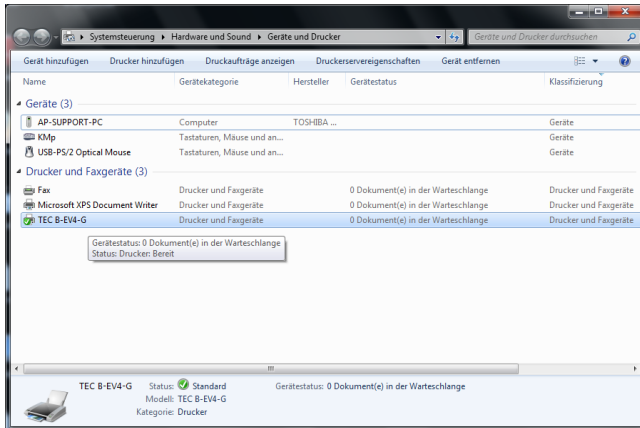 Systemsteuerung Hardware und Sound Geräte und Drucker Geräte und Drucker durchsuchen
Gerät hinzufügen Drucker hinzufügen Druckaufträge anzeigen Druckerservereigenschaften Gerät entfernen
Name Gerätekategorie Hersteller Gerätestatus Klassifizierung
Geräte (3)
AP-SUPPORT-PC Computer TOSHIBA ... Geräte
KMp Tastaturen, Mäuse und an... Geräte
USB-PS/2 Optical Mouse Tastaturen, Mäuse und an... Geräte
Drucker und Faxgeräte (3)
Fax Drucker und Faxgeräte 0 Dokument(e) in der Warteschlange Drucker und Faxgeräte
Microsoft XPS Document Writer Drucker und Faxgeräte 0 Dokument(e) in der Warteschlange Drucker und Faxgeräte
TEC B-EV4-G Drucker und Faxgeräte 0 Dokument(e) in der Warteschlange Drucker und Faxgeräte
Gerätestatus: 0 Dokument(e) in der Warteschlange
Status: Drucker: Bereit
TEC B-EV4-G Status: Standard Gerätestatus: 0 Dokument(e) in der Warteschlange
Modell: TEC B-EV4-G
Kategorie: Drucker